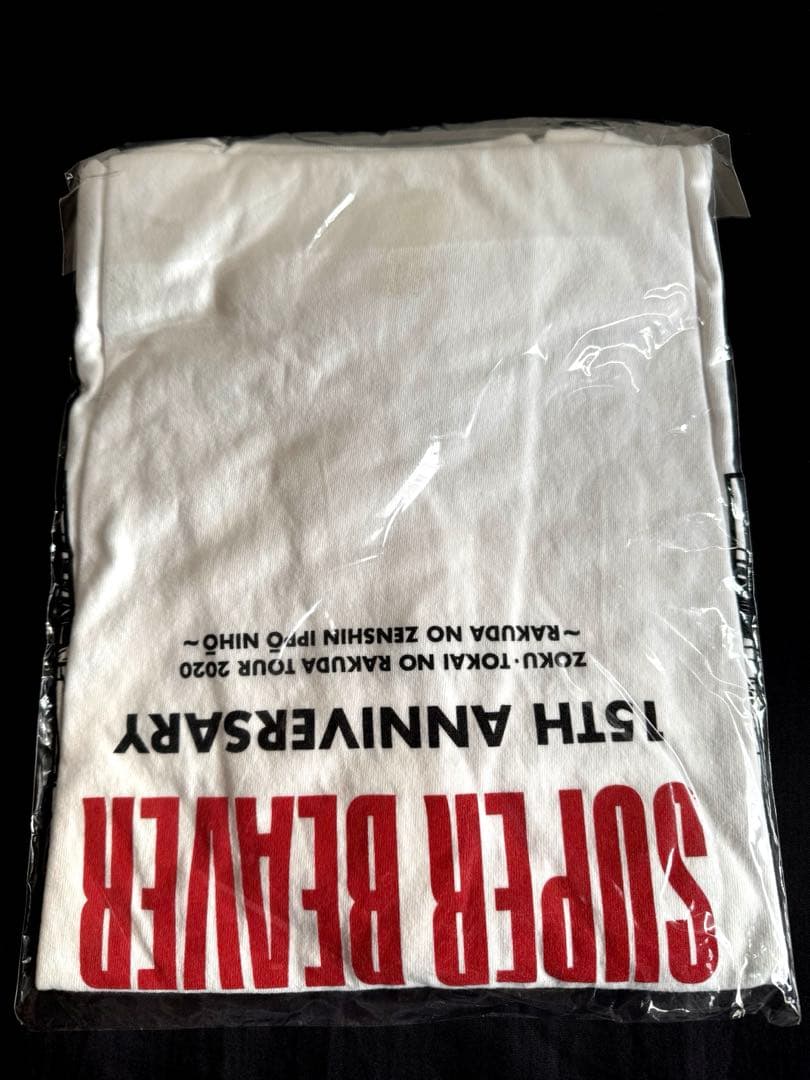 SUPER BEAVER
15TH ANNIVERSARY
ZOKU·TOKAI NO RAKUDA TOUR 2020
~RAKUDA NO ZENSHIN IPPŌ NIHŌ~